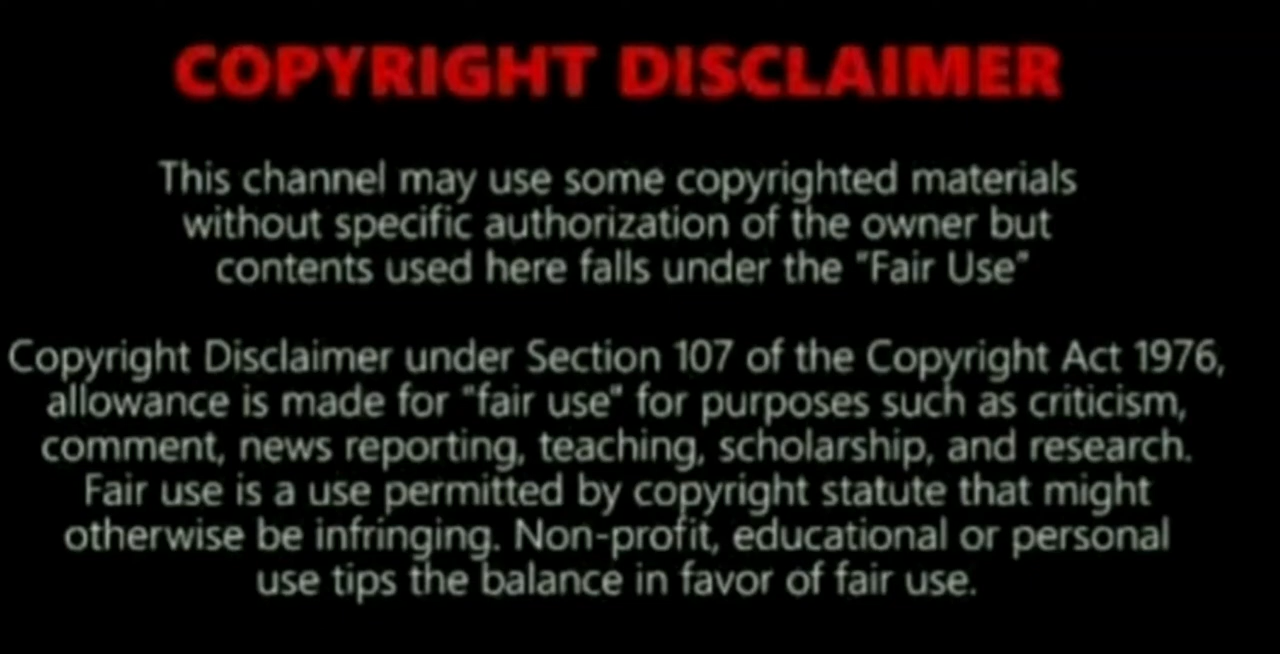 COPYRIGHT DISCLAIMER
This channel may use some copyrighted materials
without specific authorization of the owner but
contents used here falls under the "Fair Use"
Copyright Disclaimer under Section 107 of the Copyright Act 1976,
allowance is made for "fair use" for purposes such as criticism,
comment, news reporting, teaching, scholarship, and research.
Fair use is a use permitted by copyright statute that might
otherwise be infringing. Non-profit, educational or personal
use tips the balance in favor of fair use.